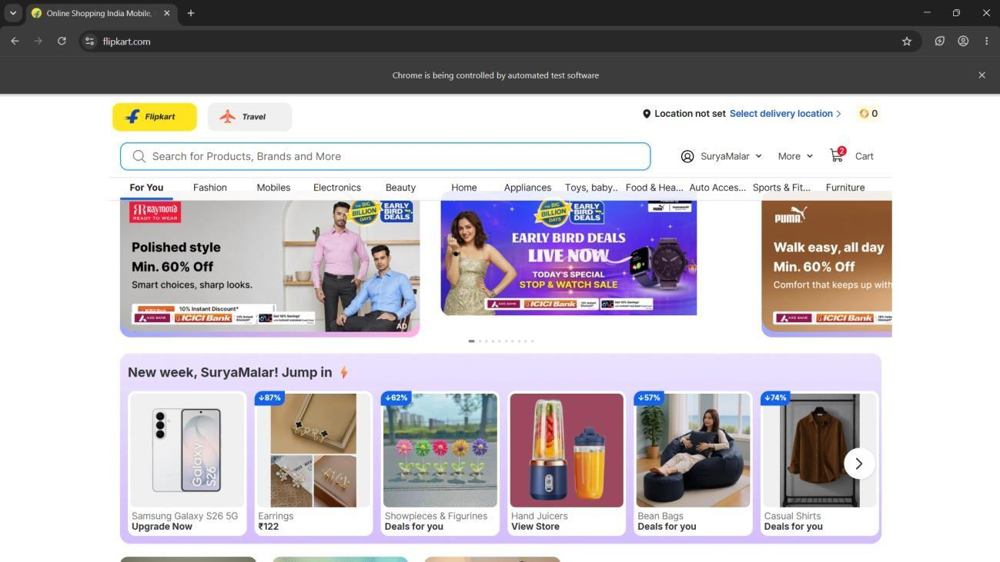 Online Shopping India Mobile,
flipkart.com
Chrome is being controlled by automated test software
Flipkart
Travel
Location not set Select delivery location
0
Search for Products, Brands and More
SuryaMalar
More
2
Cart
For You
Fashion
Mobiles
Electronics
Beauty
Home
Appliances
Toys, baby..
Food & Hea...
Auto Acces...
Sports & Fit...
Furniture
RAYMOND
READY TO WEAR
THE BIG BILLION DAYS
EARLY BIRD DEALS
Polished style
Min. 60% Off
Smart choices, sharp looks.
10% Instant Discount*
AXIS BANK
ICICI Bank
AD
THE BIG BILLION DAYS
EARLY BIRD DEALS
PUMA
EARLY BIRD DEALS
LIVE NOW
TODAY'S SPECIAL
STOP & WATCH SALE
AXIS BANK
ICICI Bank
PUMA
Walk easy, all day
Min. 60% Off
Comfort that keeps up with
AXIS BANK
ICICI Bank
New week, SuryaMalar! Jump in
Galaxy S26
Samsung Galaxy S26 5G
Upgrade Now
↓87%
Earrings
₹122
↓62%
Showpieces & Figurines
Deals for you
Hand Juicers
View Store
↓57%
Bean Bags
Deals for you
↓74%
Casual Shirts
Deals for you